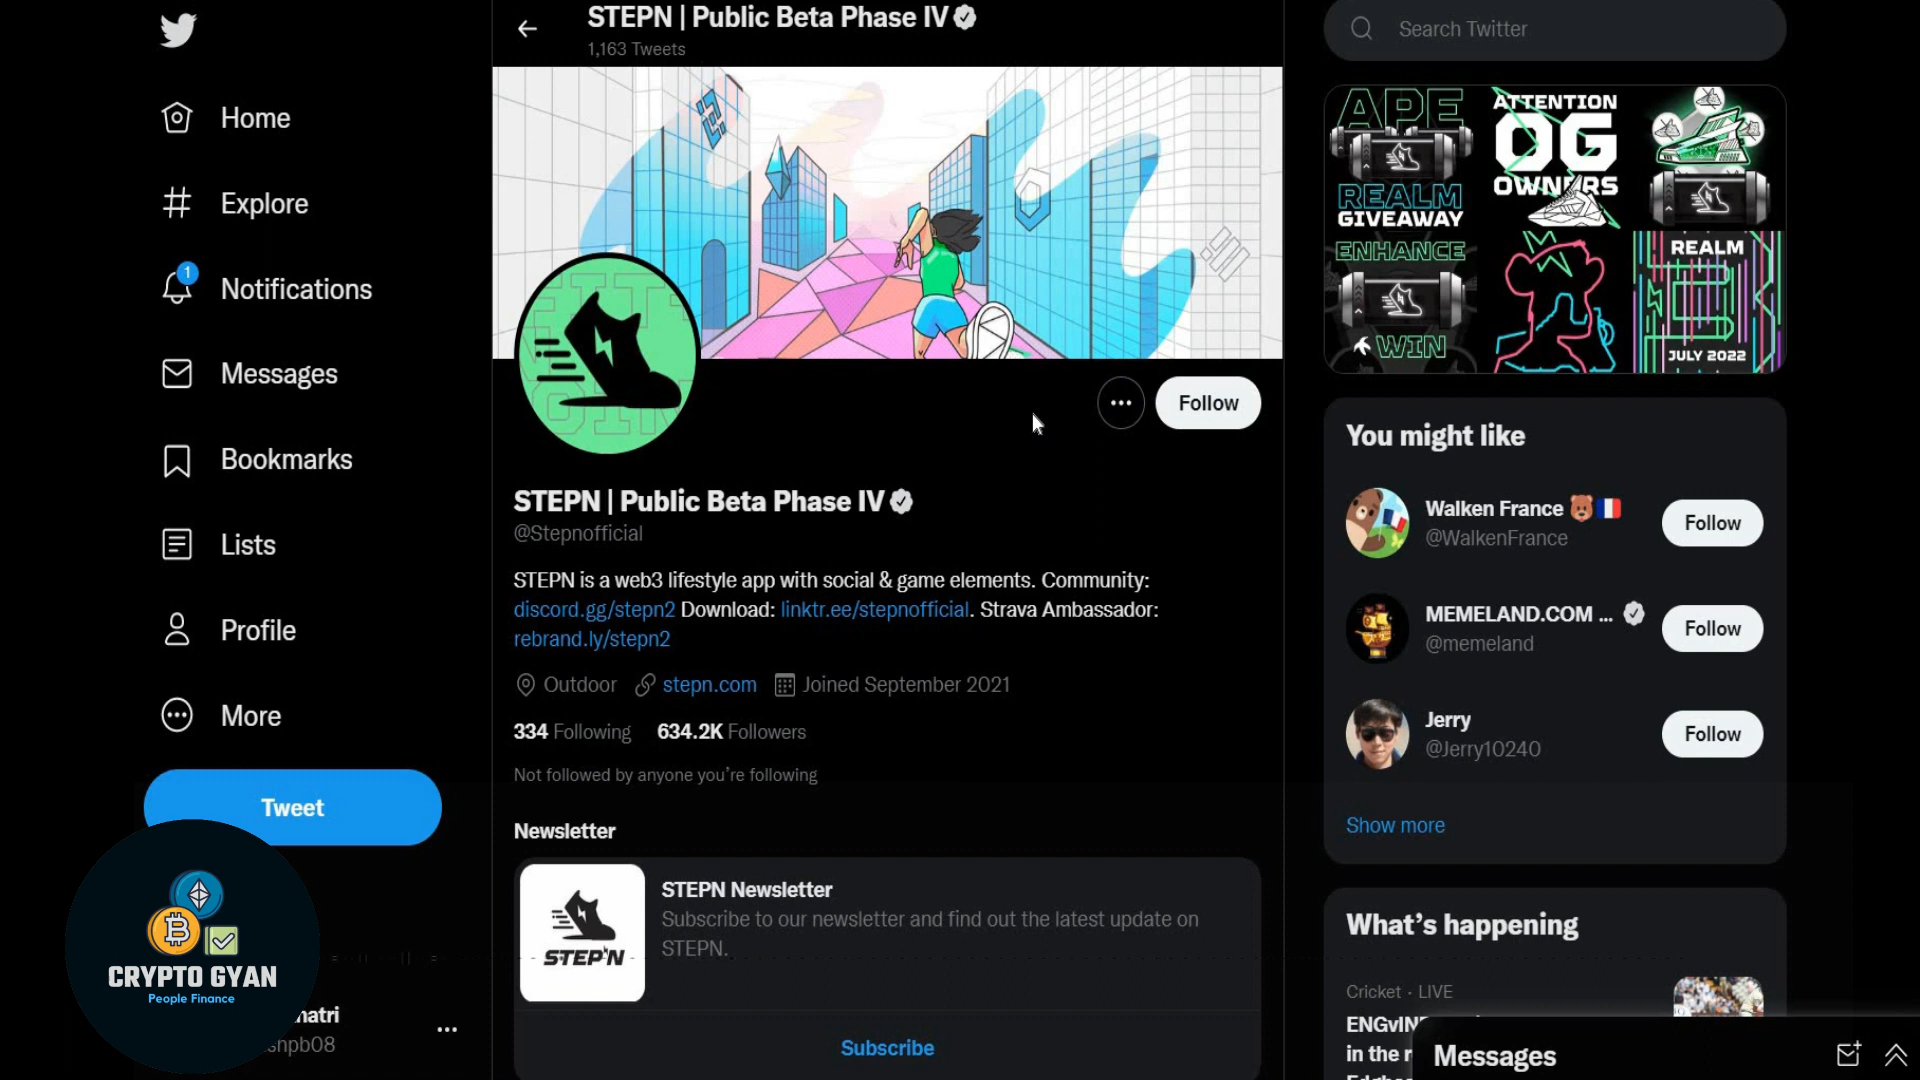 STEPN | Public Beta Phase IV
1,163 Tweets
Home
Explore
1
Notifications
Messages
Bookmarks
Lists
Profile
More
Tweet
CRYPTO GYAN
People Finance
STEPN | Public Beta Phase IV
@Stepnofficial
STEPN is a web3 lifestyle app with social & game elements. Community:
discord.gg/stepn2 Download: linktr.ee/stepnofficial. Strava Ambassador:
rebrand.ly/stepn2
Outdoor stepn.com Joined September 2021
334 Following 634.2K Followers
Not followed by anyone you're following
Follow
Newsletter
STEP'N
STEPN Newsletter
Subscribe to our newsletter and find out the latest update on
STEPN.
Subscribe
Search Twitter
APE
REALM
GIVEAWAY
ATTENTION
OG
OWNERS
ENHANCE
WIN
REALM
JULY 2022
You might like
Walken France
@WalkenFrance
Follow
MEMELAND.COM ...
@memeland
Follow
Jerry
@Jerry10240
Follow
Show more
What's happening
Cricket · LIVE
in the
Messages